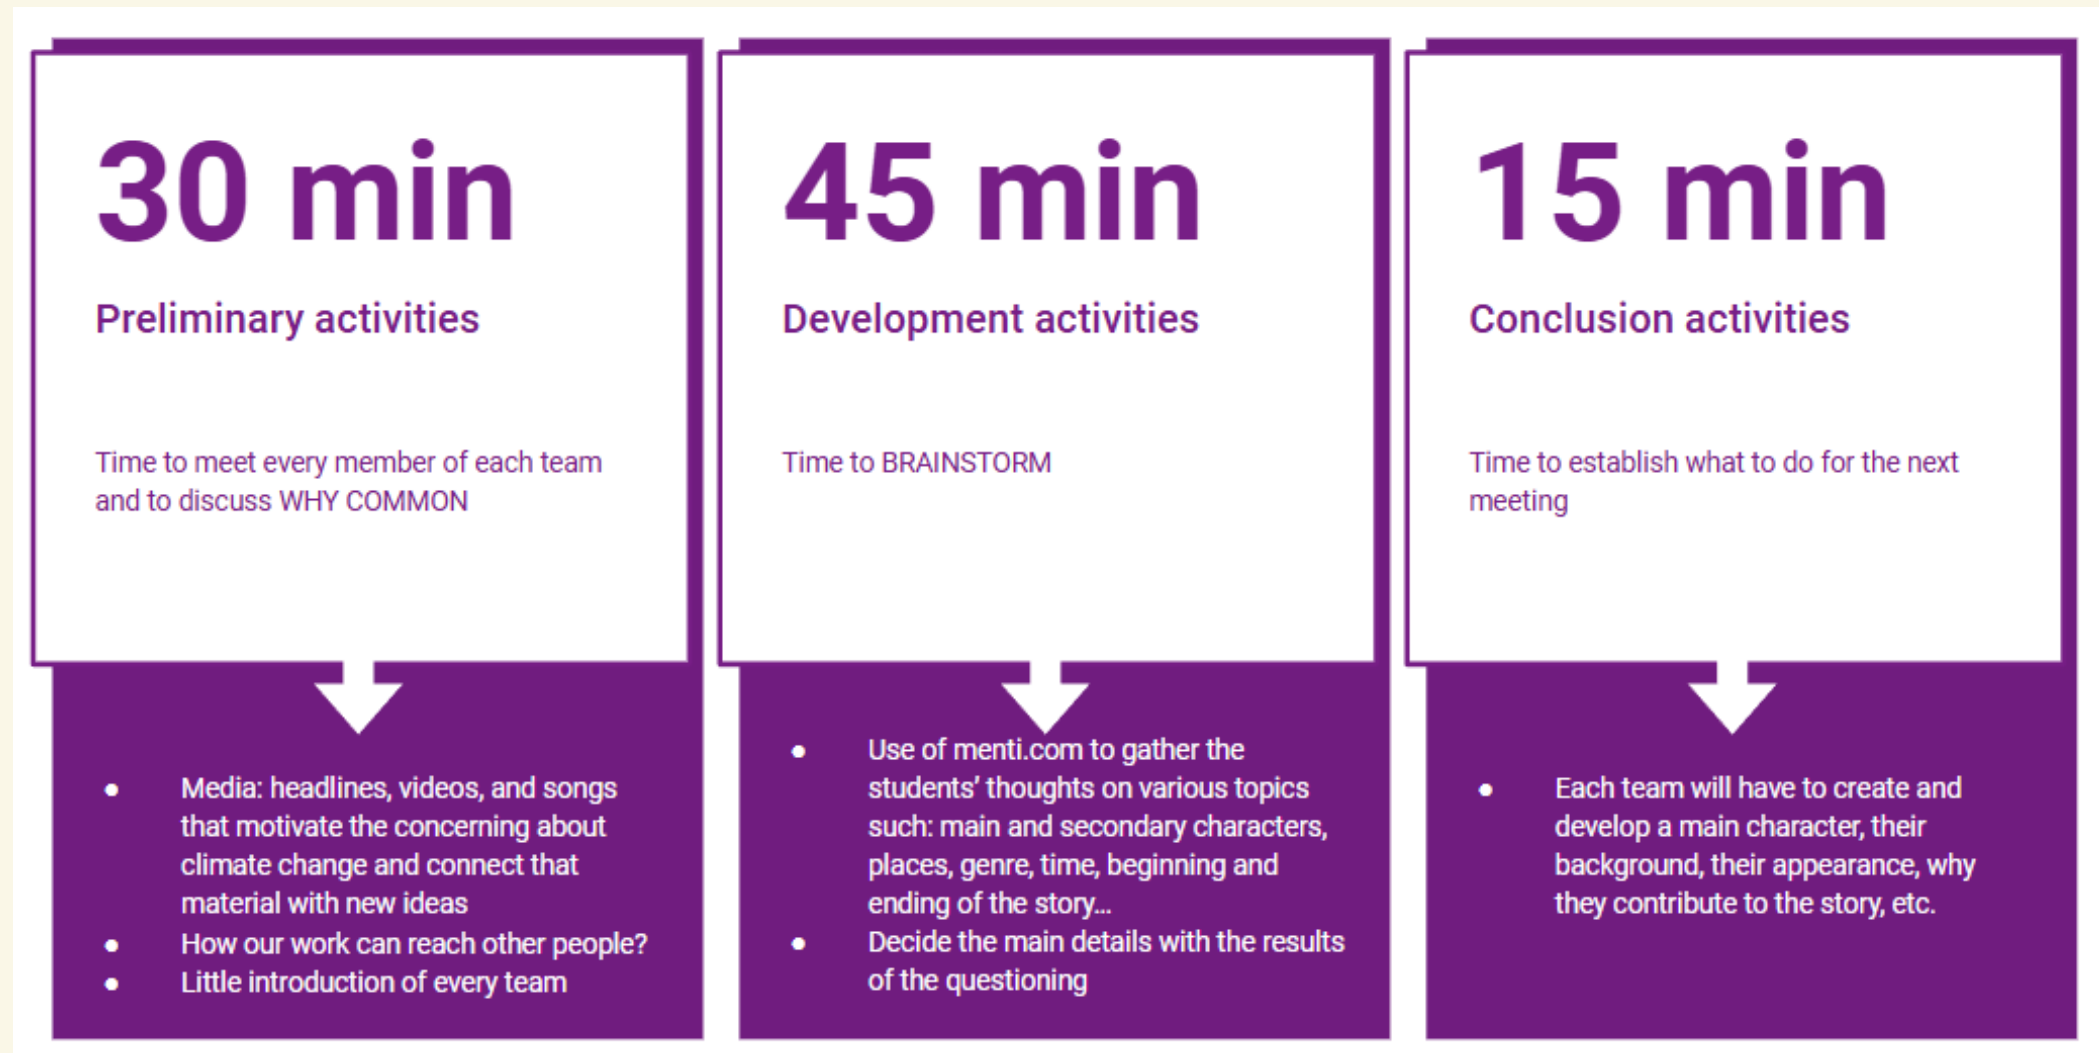 30 min
Preliminary activities
Time to meet every member of each team
and to discuss WHY COMMON
● Media: headlines, videos, and songs
that motivate the concerning about
climate change and connect that
material with new ideas
● How our work can reach other people?
● Little introduction of every team
45 min
Development activities
Time to BRAINSTORM
● Use of menti.com to gather the
students’ thoughts on various topics
such: main and secondary characters,
places, genre, time, beginning and
ending of the story...
● Decide the main details with the results
of the questioning
15 min
Conclusion activities
Time to establish what to do for the next
meeting
● Each team will have to create and
develop a main character, their
background, their appearance, why
they contribute to the story, etc.